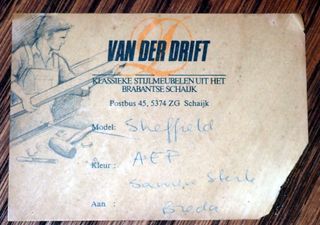 VAN DER DRIFT
KLASSIEKE STIJLMEUBELEN UIT HET
BRABANTSE SCHAIJK
Postbus 45, 5374 ZG Schaijk
Model: Sheffield
Kleur: AEF
Aan : Breda